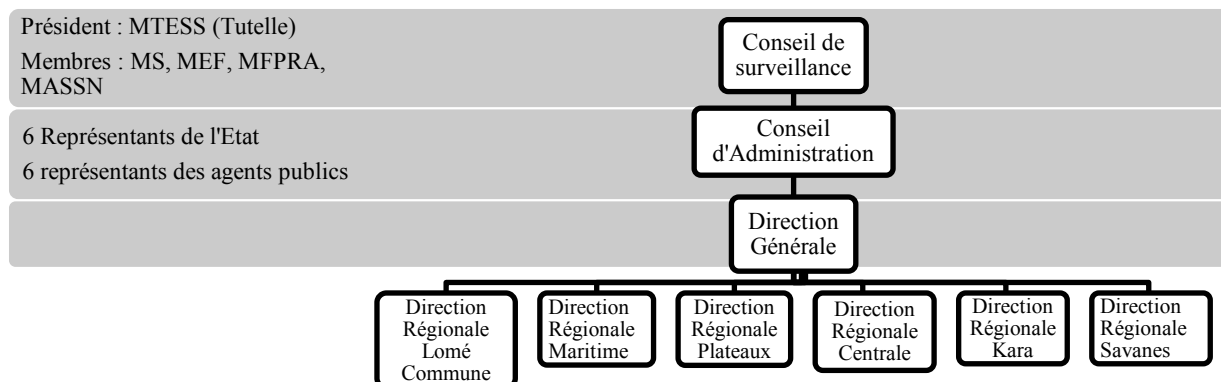 Président : MTESS (Tutelle)
Membres : MS, MEF, MFPRA,
MASSN
Conseil de
surveillance
6 Représentants de l'Etat
6 représentants des agents publics
Conseil
d'Administration
Direction
Générale
Direction
Régionale
Lomé
Commune
Direction
Régionale
Maritime
Direction
Régionale
Plateaux
Direction
Régionale
Centrale
Direction
Régionale
Kara
Direction
Régionale
Savanes